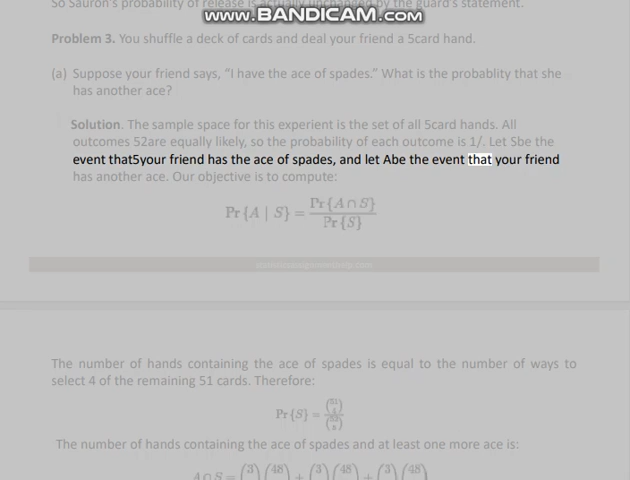 So Sauron's probability of release is actually unchanged by the guard's statement.
www.BANDICAM.com
Problem 3. You shuffle a deck of cards and deal your friend a 5card hand.
(a) Suppose your friend says, "I have the ace of spades." What is the probablity that she
has another ace?
Solution. The sample space for this experient is the set of all 5card hands. All
outcomes 52are equally likely, so the probability of each outcome is 1/. Let Sbe the
event that5your friend has the ace of spades, and let Abe the event that your friend
has another ace. Our objective is to compute:
Pr{A | S} = Pr{A ∩ S} / Pr{S}
The number of hands containing the ace of spades is equal to the number of ways to
select 4 of the remaining 51 cards. Therefore:
Pr{S} =
The number of hands containing the ace of spades and at least one more ace is:
A ∩ S = (3 (48 + (3 (48 + (3 (48